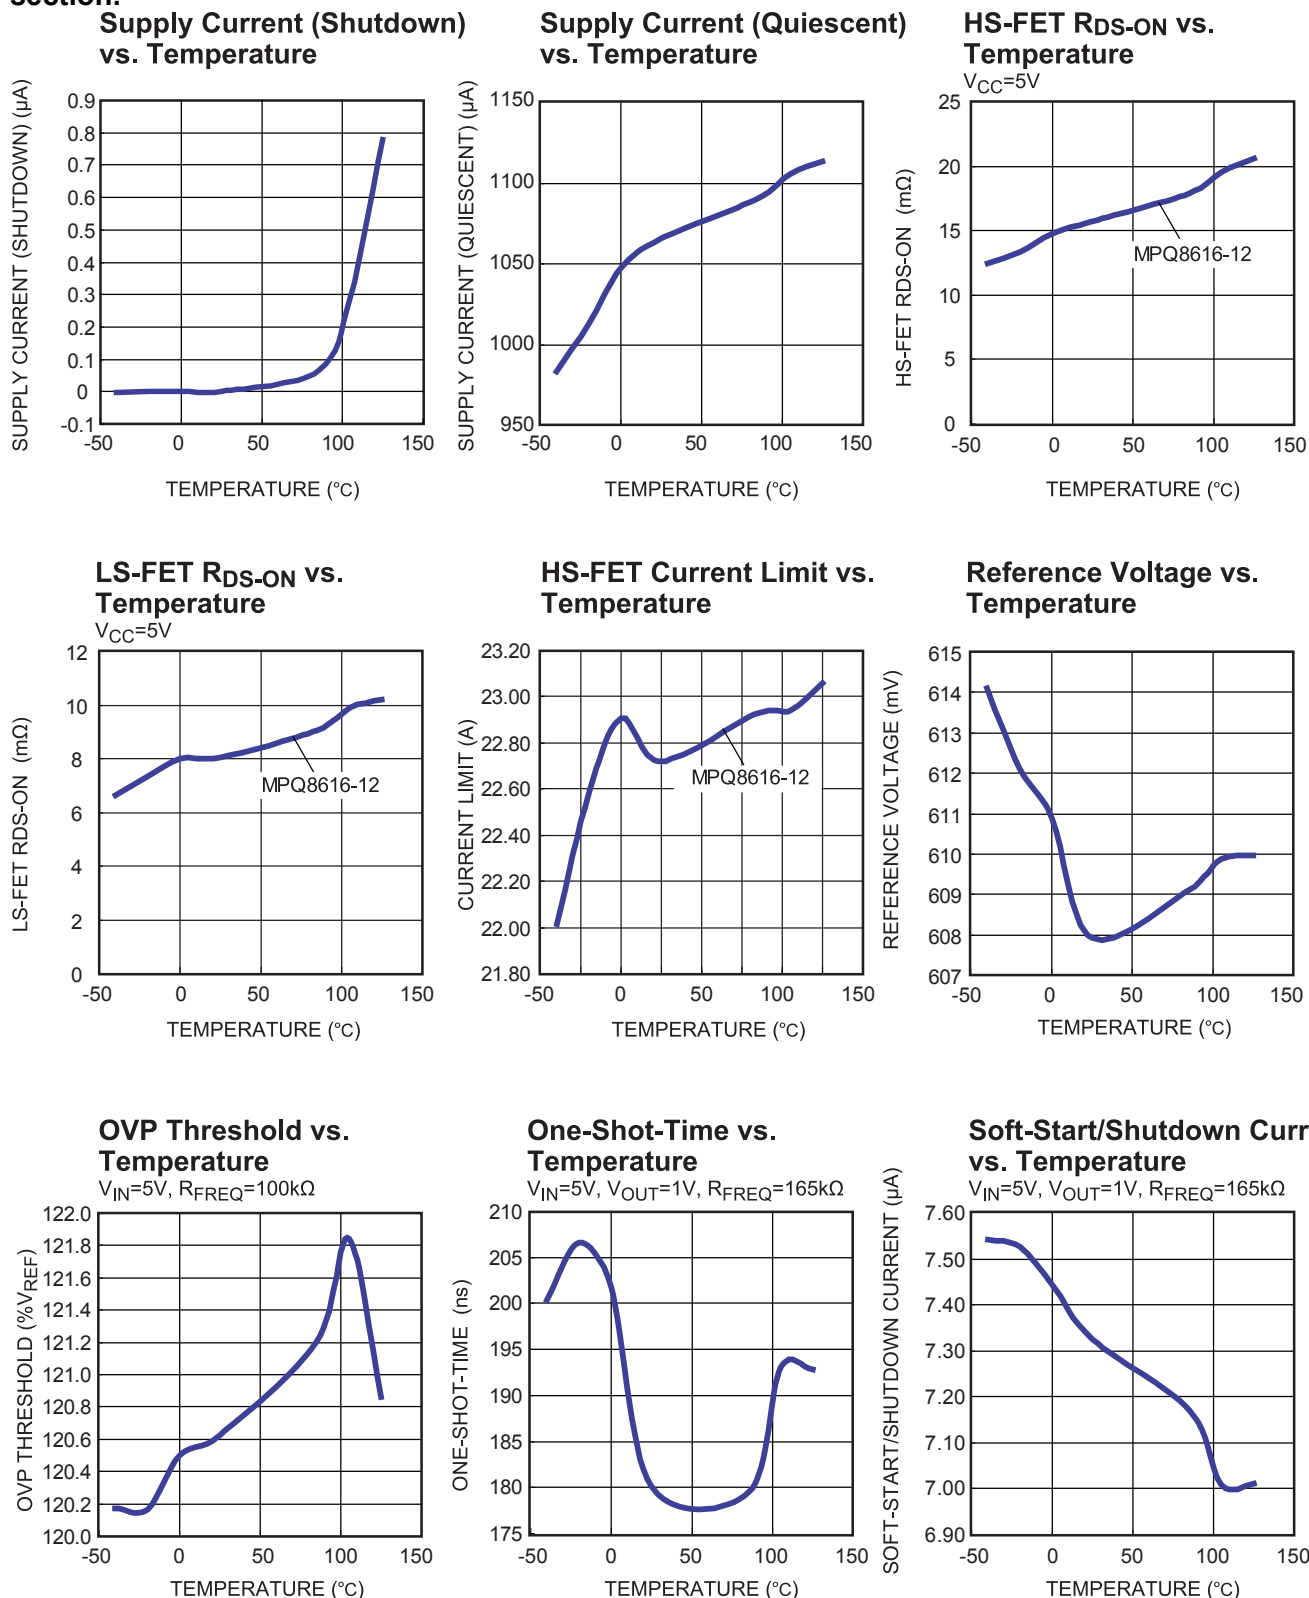 section.
Supply Current (Shutdown)
vs. Temperature
SUPPLY CURRENT (SHUTDOWN) (µA)
0.9
0.8
0.7
0.6
0.5
0.4
0.3
0.2
0.1
0
-0.1
-50 0 50 100 150
TEMPERATURE (°C)
Supply Current (Quiescent)
vs. Temperature
SUPPLY CURRENT (QUIESCENT) (µA)
1150
1100
1050
1000
950
-50 0 50 100 150
TEMPERATURE (°C)
HS-FET RDS-ON vs.
Temperature
VCC=5V
HS-FET RDS-ON (mΩ)
25
20
15
10
5
0
MPQ8616-12
-50 0 50 100 150
TEMPERATURE (°C)
LS-FET RDS-ON vs.
Temperature
VCC=5V
LS-FET RDS-ON (mΩ)
12
10
8
6
4
2
0
MPQ8616-12
-50 0 50 100 150
TEMPERATURE (°C)
HS-FET Current Limit vs.
Temperature
CURRENT LIMIT (A)
23.20
23.00
22.80
22.60
22.40
22.20
22.00
21.80
MPQ8616-12
-50 0 50 100 150
TEMPERATURE (°C)
Reference Voltage vs.
Temperature
REFERENCE VOLTAGE (mV)
615
614
613
612
611
610
609
608
607
-50 0 50 100 150
TEMPERATURE (°C)
OVP Threshold vs.
Temperature
VIN=5V, RFREQ=100kΩ
OVP THRESHOLD (%VREF)
122.0
121.8
121.6
121.4
121.2
121.0
120.8
120.6
120.4
120.2
120.0
-50 0 50 100 150
TEMPERATURE (°C)
One-Shot-Time vs.
Temperature
VIN=5V, VOUT=1V, RFREQ=165kΩ
ONE-SHOT-TIME (ns)
210
205
200
195
190
185
180
175
-50 0 50 100 150
TEMPERATURE (°C)
Soft-Start/Shutdown Curr
vs. Temperature
VIN=5V, VOUT=1V, RFREQ=165kΩ
SOFT-START/SHUTDOWN CURRENT (µA)
7.60
7.50
7.40
7.30
7.20
7.10
7.00
6.90
-50 0 50 100 150
TEMPERATURE (°C)